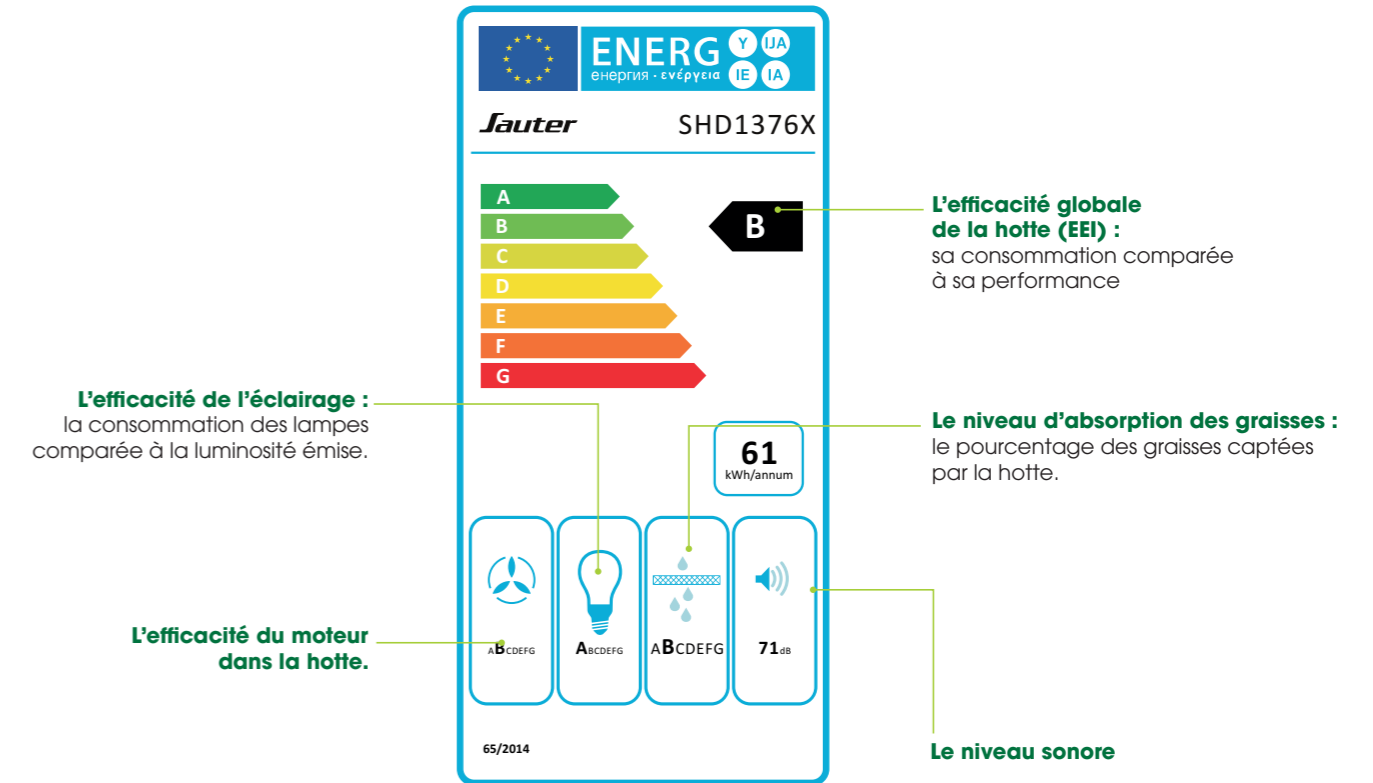 ENERG
енергия · ενέργεια
Y IJA
IE IA
Sauter SHD1376X
A
B
C
D
E
F
G
B
L'efficacité globale
de la hotte (EEI) :
sa consommation comparée
à sa performance
L'efficacité de l'éclairage :
la consommation des lampes
comparée à la luminosité émise.
Le niveau d'absorption des graisses :
le pourcentage des graisses captées
par la hotte.
61
kWh/annum
L'efficacité du moteur
dans la hotte.
ABCDEFG
ABCDEFG
ABCDEFG
71dB
Le niveau sonore
65/2014